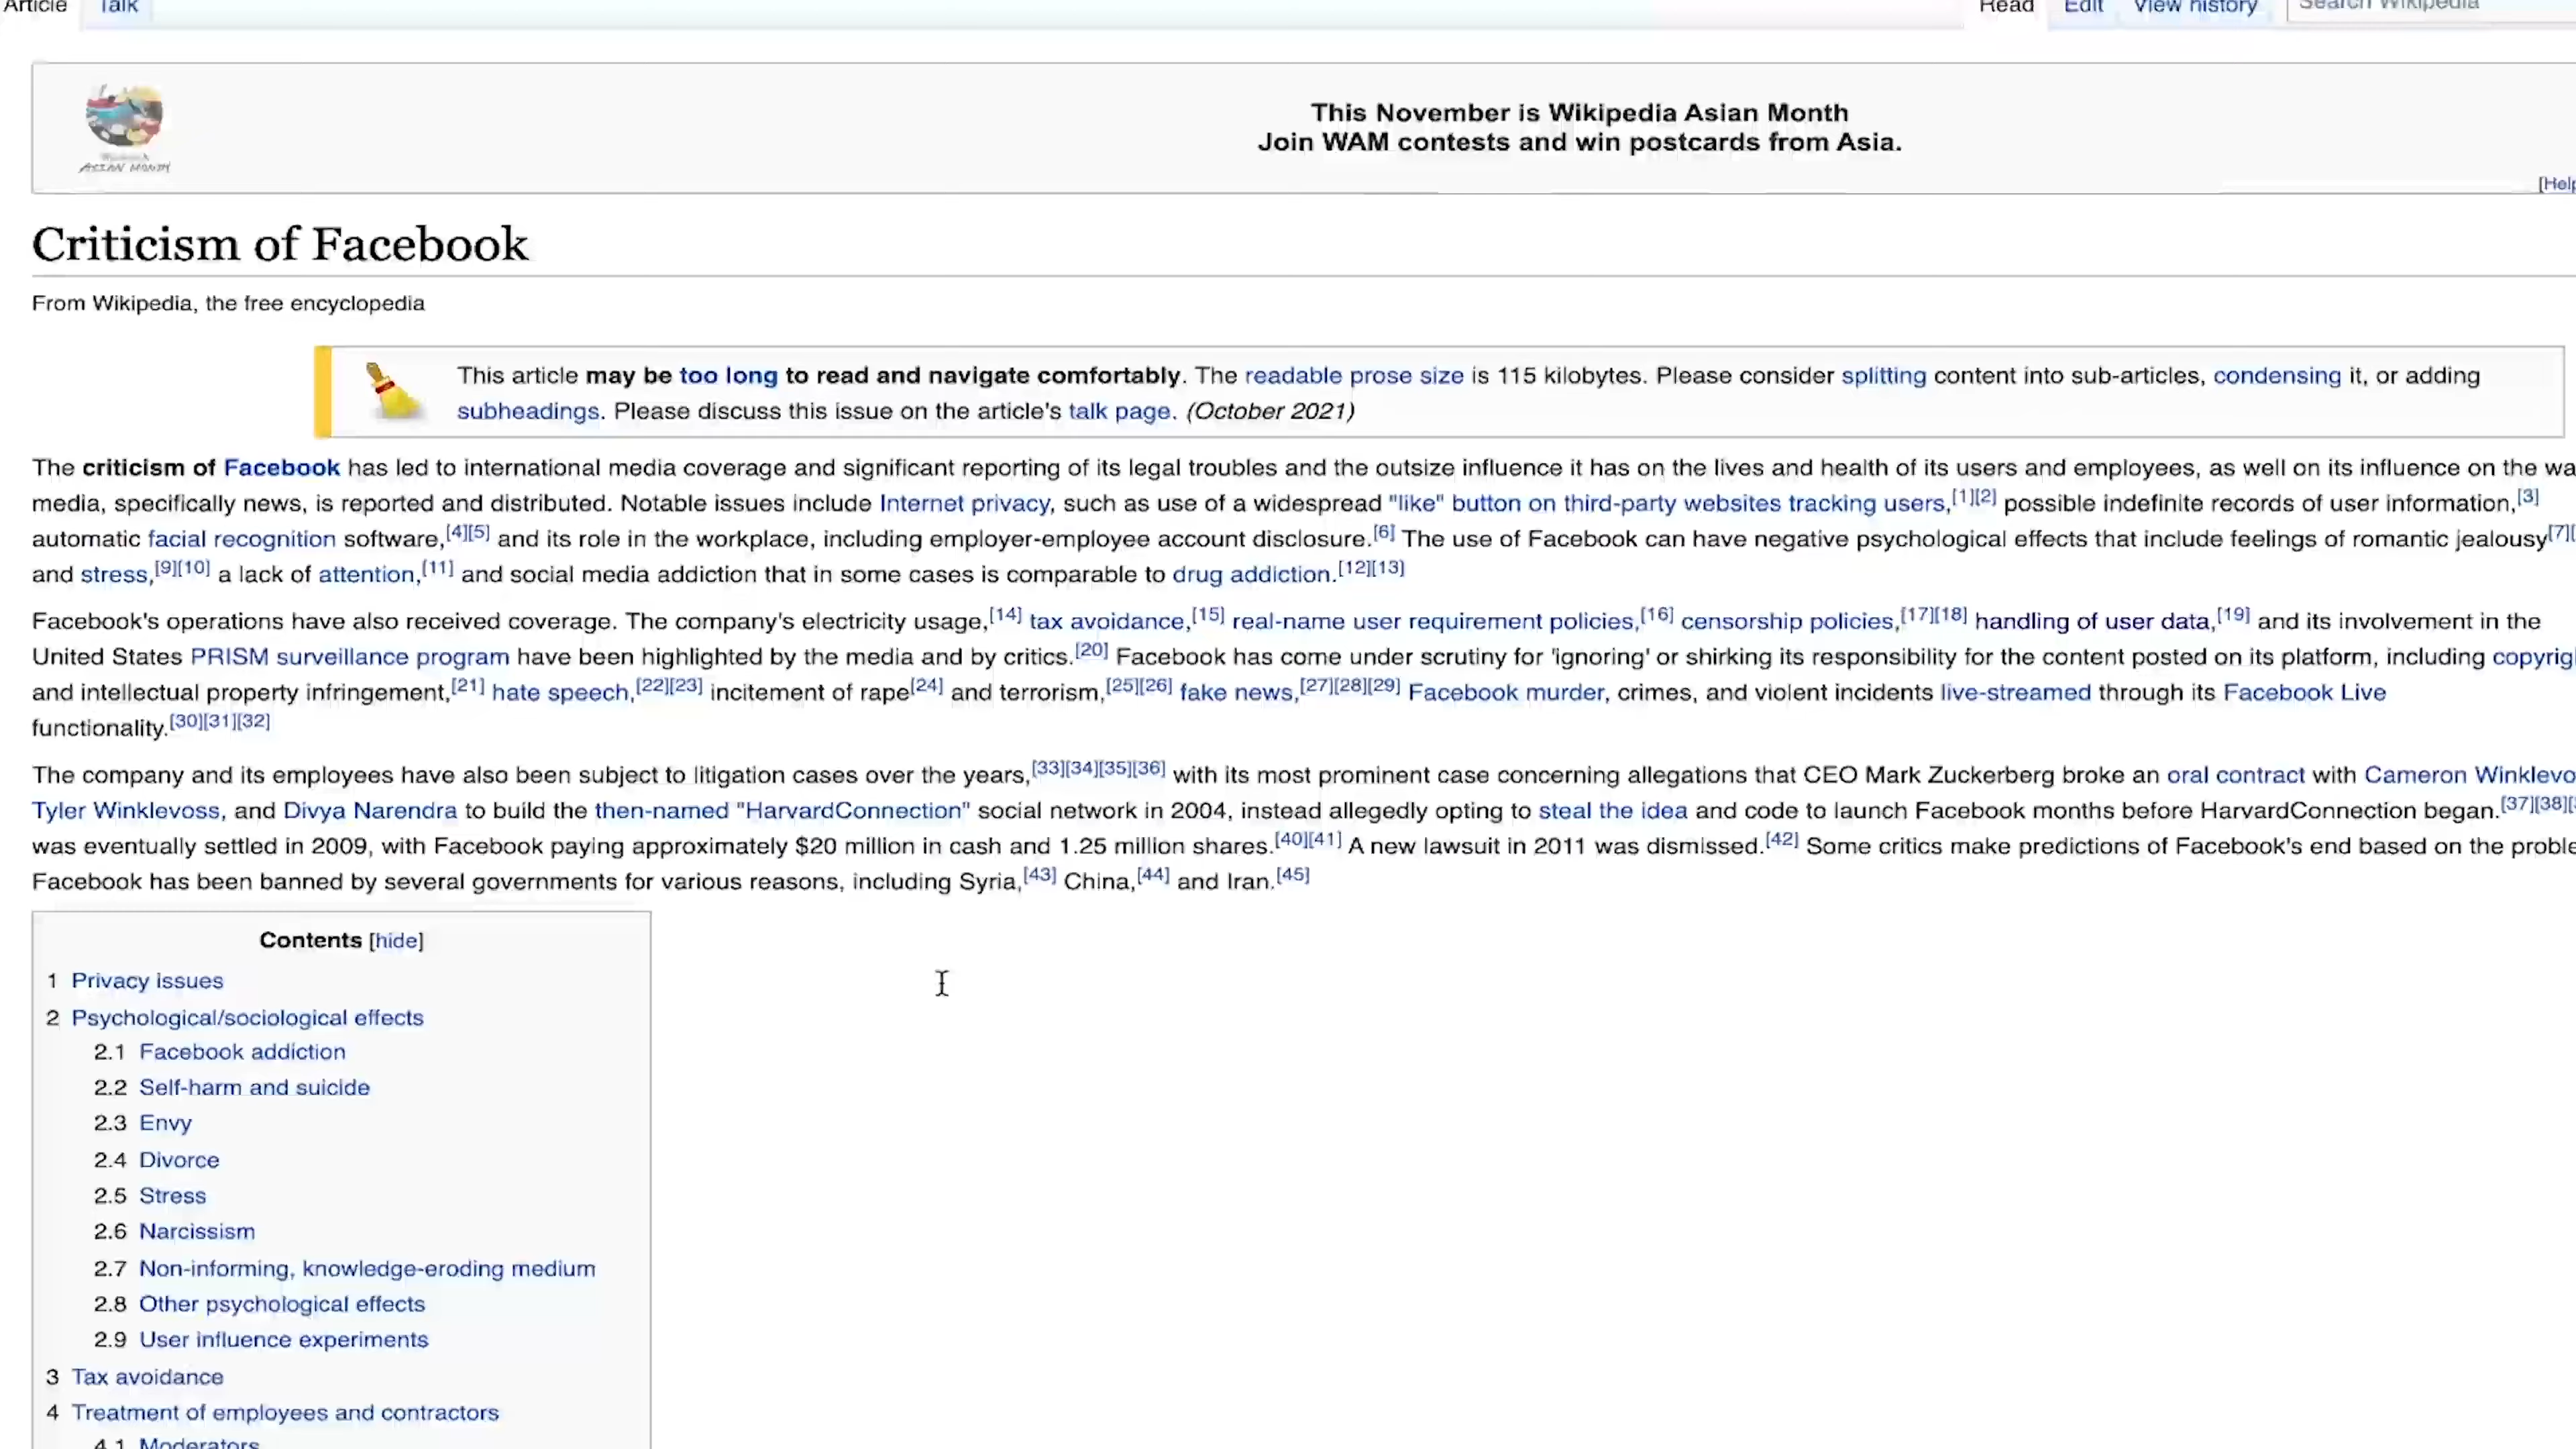 Article Talk Read Edit View history Search Wikipedia
This November is Wikipedia Asian Month
Join WAM contests and win postcards from Asia.
ASIAN MONTH
[Help
Criticism of Facebook
From Wikipedia, the free encyclopedia
This article may be too long to read and navigate comfortably. The readable prose size is 115 kilobytes. Please consider splitting content into sub-articles, condensing it, or adding
subheadings. Please discuss this issue on the article's talk page. (October 2021)
The criticism of Facebook has led to international media coverage and significant reporting of its legal troubles and the outsize influence it has on the lives and health of its users and employees, as well on its influence on the wa
media, specifically news, is reported and distributed. Notable issues include Internet privacy, such as use of a widespread "like" button on third-party websites tracking users,[1][2] possible indefinite records of user information,[3]
automatic facial recognition software,[4][5] and its role in the workplace, including employer-employee account disclosure.[6] The use of Facebook can have negative psychological effects that include feelings of romantic jealousy[7][
and stress,[9][10] a lack of attention,[11] and social media addiction that in some cases is comparable to drug addiction.[12][13]
Facebook's operations have also received coverage. The company's electricity usage,[14] tax avoidance,[15] real-name user requirement policies,[16] censorship policies,[17][18] handling of user data,[19] and its involvement in the
United States PRISM surveillance program have been highlighted by the media and by critics.[20] Facebook has come under scrutiny for 'ignoring' or shirking its responsibility for the content posted on its platform, including copyrig
and intellectual property infringement,[21] hate speech,[22][23] incitement of rape[24] and terrorism,[25][26] fake news,[27][28][29] Facebook murder, crimes, and violent incidents live-streamed through its Facebook Live
functionality.[30][31][32]
The company and its employees have also been subject to litigation cases over the years,[33][34][35][36] with its most prominent case concerning allegations that CEO Mark Zuckerberg broke an oral contract with Cameron Winklevo
Tyler Winklevoss, and Divya Narendra to build the then-named "HarvardConnection" social network in 2004, instead allegedly opting to steal the idea and code to launch Facebook months before HarvardConnection began.[37][38][
was eventually settled in 2009, with Facebook paying approximately $20 million in cash and 1.25 million shares.[40][41] A new lawsuit in 2011 was dismissed.[42] Some critics make predictions of Facebook's end based on the proble
Facebook has been banned by several governments for various reasons, including Syria,[43] China,[44] and Iran.[45]
Contents [hide]
1 Privacy issues
2 Psychological/sociological effects
2.1 Facebook addiction
2.2 Self-harm and suicide
2.3 Envy
2.4 Divorce
2.5 Stress
2.6 Narcissism
2.7 Non-informing, knowledge-eroding medium
2.8 Other psychological effects
2.9 User influence experiments
3 Tax avoidance
4 Treatment of employees and contractors
4.1 Moderators